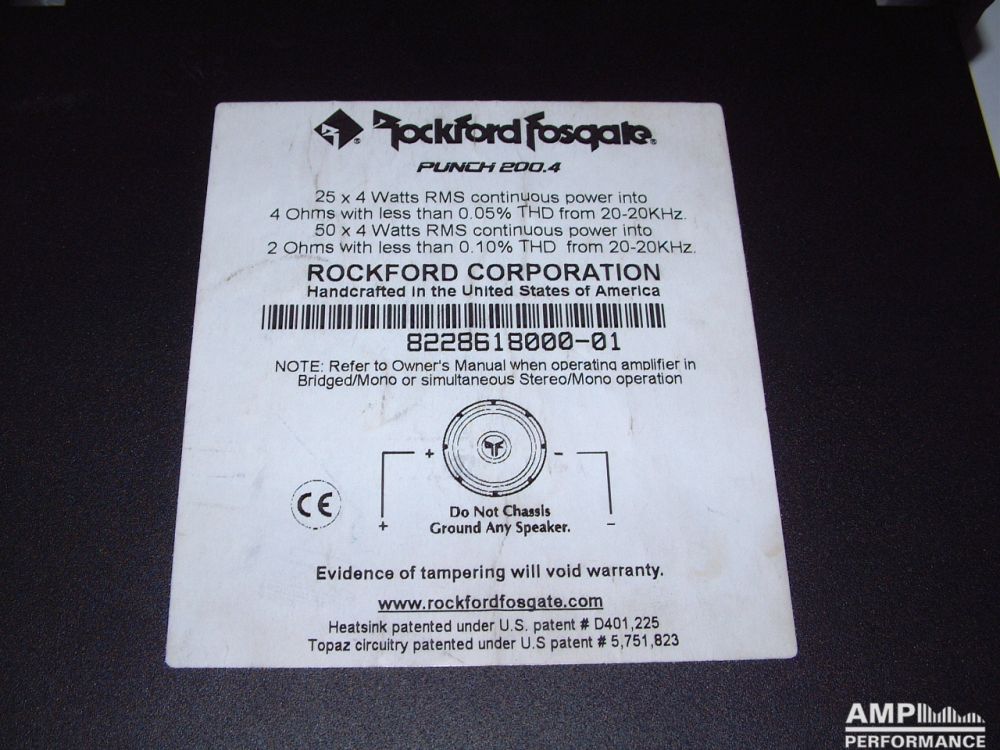 Rockford Fosgate®
PUNCH 200.4
25 x 4 Watts RMS continuous power into
4 Ohms with less than 0.05% THD from 20-20KHz.
50 x 4 Watts RMS continuous power into
2 Ohms with less than 0.10% THD from 20-20KHz.
ROCKFORD CORPORATION
Handcrafted in the United States of America
8228618000-01
NOTE: Refer to Owner's Manual when operating amplifier in
Bridged/Mono or simultaneous Stereo/Mono operation
+ −
CE
+ −
Do Not Chassis
Ground Any Speaker.
Evidence of tampering will void warranty.
www.rockfordfosgate.com
Heatsink patented under U.S. patent # D401,225
Topaz circuitry patented under U.S patent # 5,751,823
AMP
PERFORMANCE